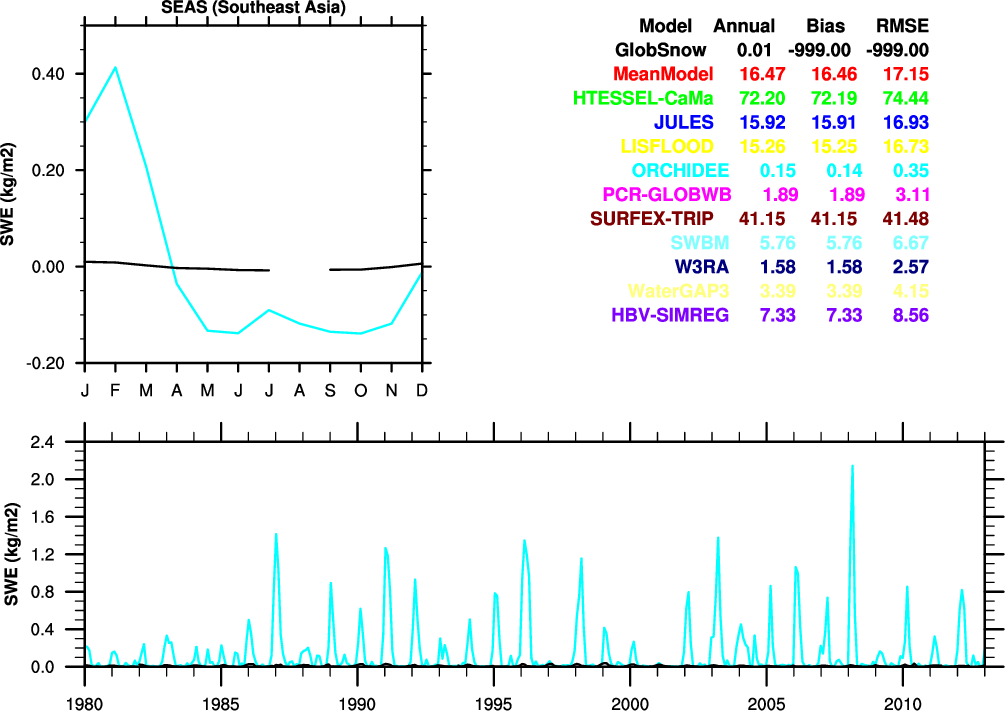 SEAS (Southeast Asia)
SWE (kg/m2)
0.40
0.20
0.00
-0.20
J F M A M J J A S O N D
Model Annual Bias RMSE
GlobSnow 0.01 -999.00 -999.00
MeanModel 16.47 16.46 17.15
HTESSEL-CaMa 72.20 72.19 74.44
JULES 15.92 15.91 16.93
LISFLOOD 15.26 15.25 16.73
ORCHIDEE 0.15 0.14 0.35
PCR-GLOBWB 1.89 1.89 3.11
SURFEX-TRIP 41.15 41.15 41.48
SWBM 5.76 5.76 6.67
W3RA 1.58 1.58 2.57
WaterGAP3 3.39 3.39 4.15
HBV-SIMREG 7.33 7.33 8.56
SWE (kg/m2)
2.4
2.0
1.6
1.2
0.8
0.4
0.0
1980 1985 1990 1995 2000 2005 2010